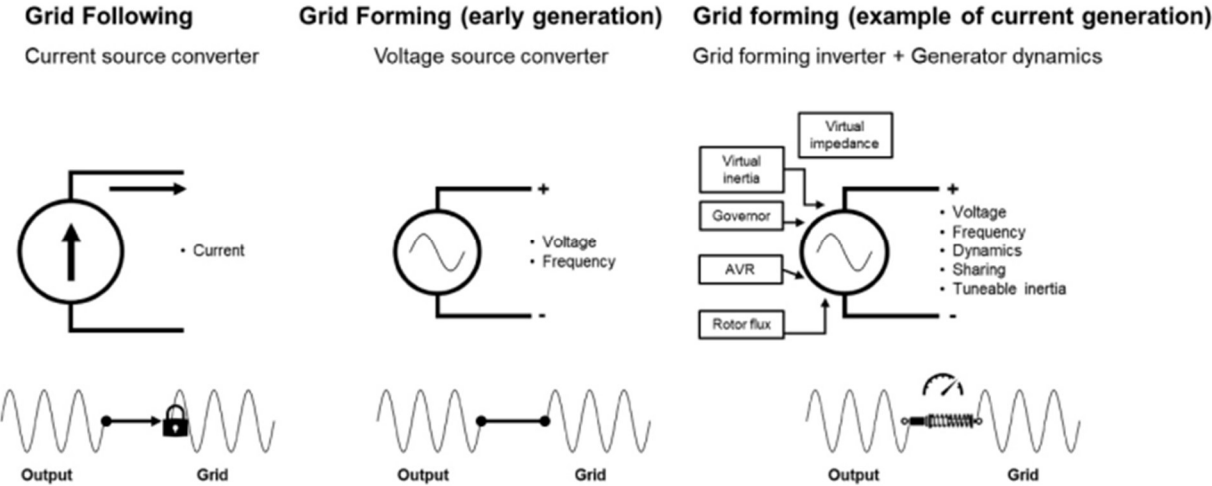 Grid Following
Current source converter
• Current
Output
Grid
Grid Forming (early generation)
Voltage source converter
+
• Voltage
• Frequency
-
Output
Grid
Grid forming (example of current generation)
Grid forming inverter + Generator dynamics
Virtual
impedance
Virtual
inertia
Governor
AVR
Rotor flux
+
• Voltage
• Frequency
• Dynamics
• Sharing
• Tuneable inertia
-
Output
Grid